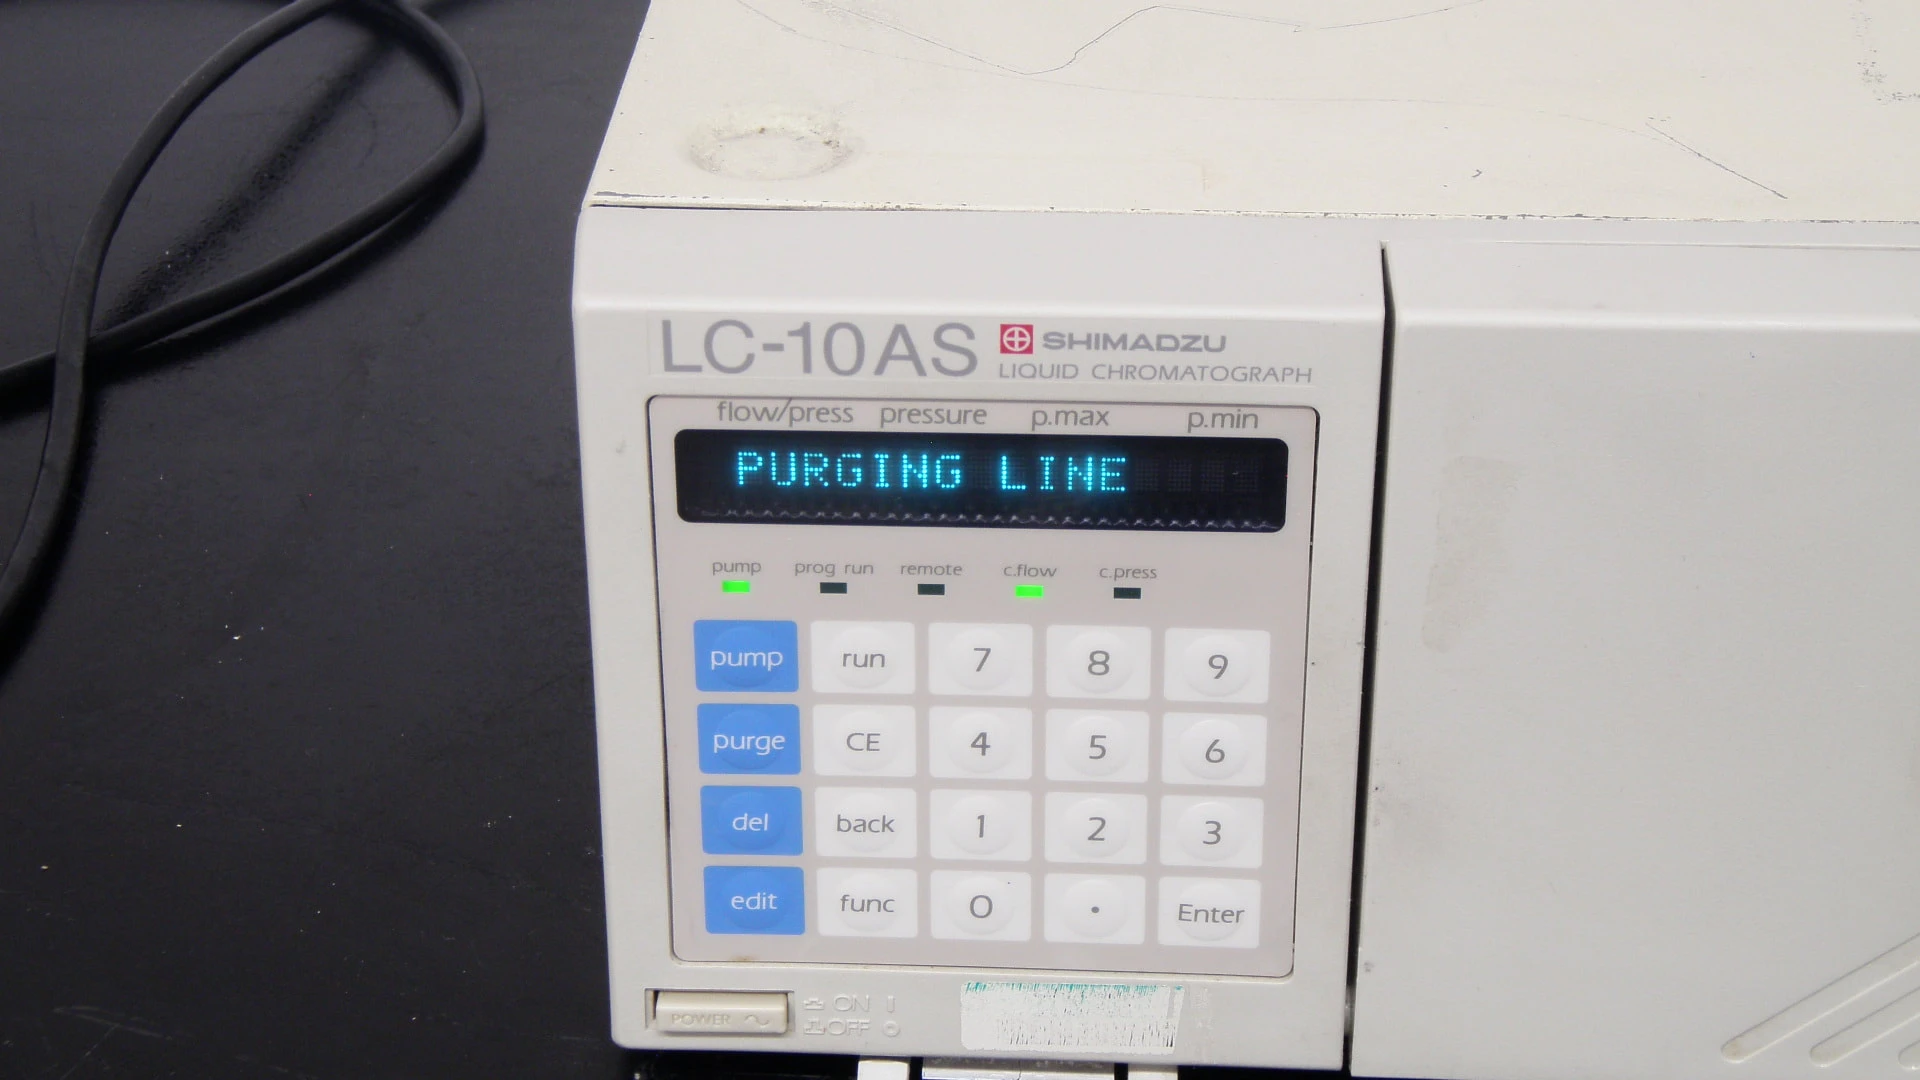 LC-10AS SHIMADZU
LIQUID CHROMATOGRAPH
flow/press pressure p.max p.min
PURGING LINE
pump prog run remote c.flow c.press
pump run 7 8 9
purge CE 4 5 6
del back 1 2 3
edit func 0 . Enter
POWER ON I
OFF O